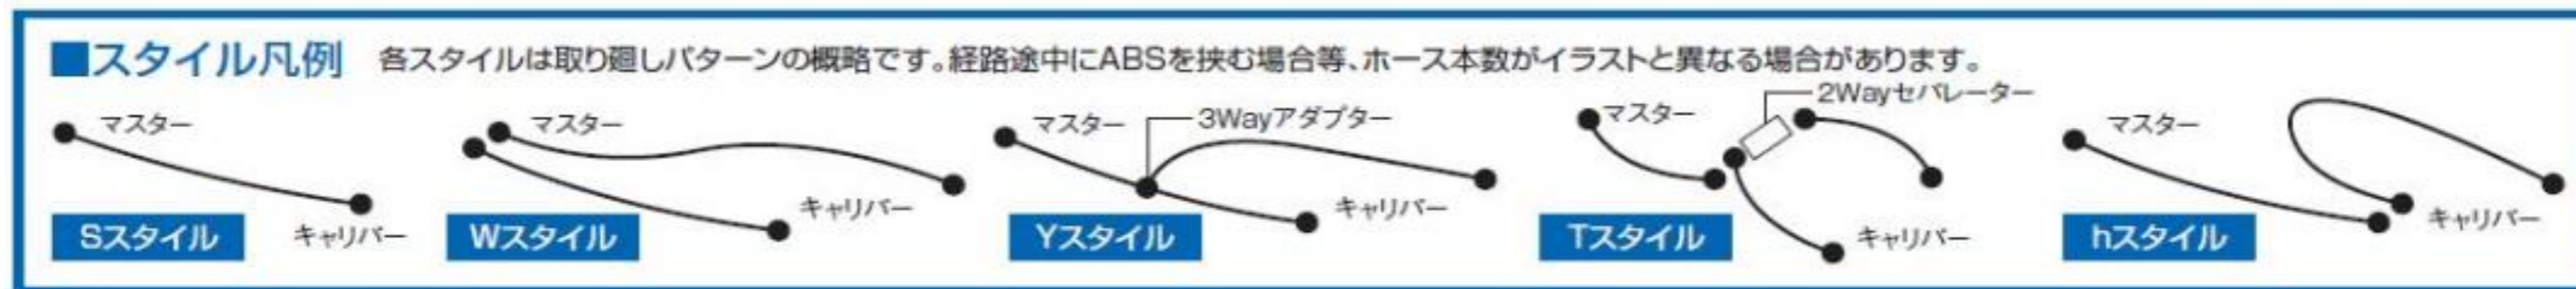 ■スタイル凡例 各スタイルは取り廻しパターンの概略です。経路途中にABSを挟む場合等、ホース本数がイラストと異なる場合があります。
マスター
キャリパー
Sスタイル
マスター
キャリパー
Wスタイル
マスター
3Wayアダプター
キャリパー
Yスタイル
マスター
2Wayセパレーター
キャリパー
Tスタイル
マスター
キャリパー
hスタイル